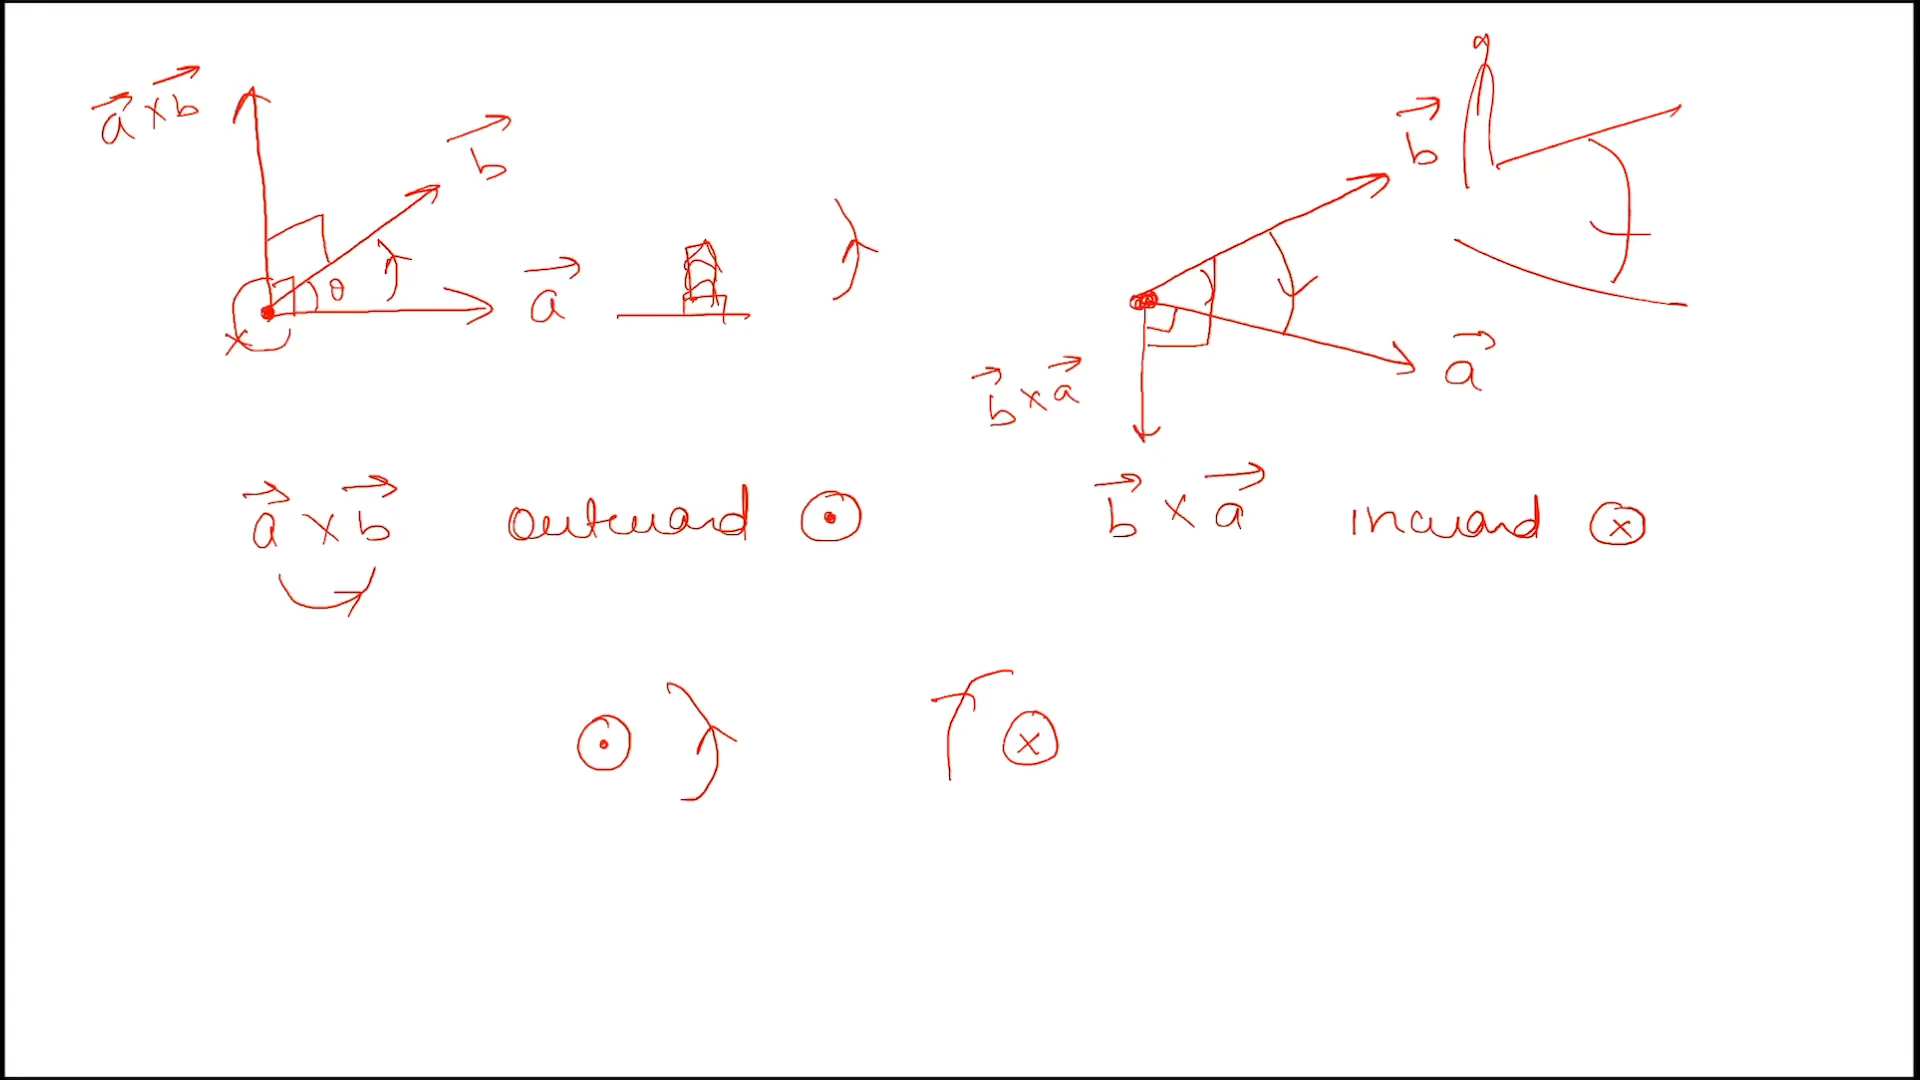 a⃗ × b⃗
b⃗
θ
a⃗
x
b⃗
a⃗
b⃗ × a⃗
a⃗ × b⃗ outward ⊙
b⃗ × a⃗ inward ⊗
⊙ ⊗